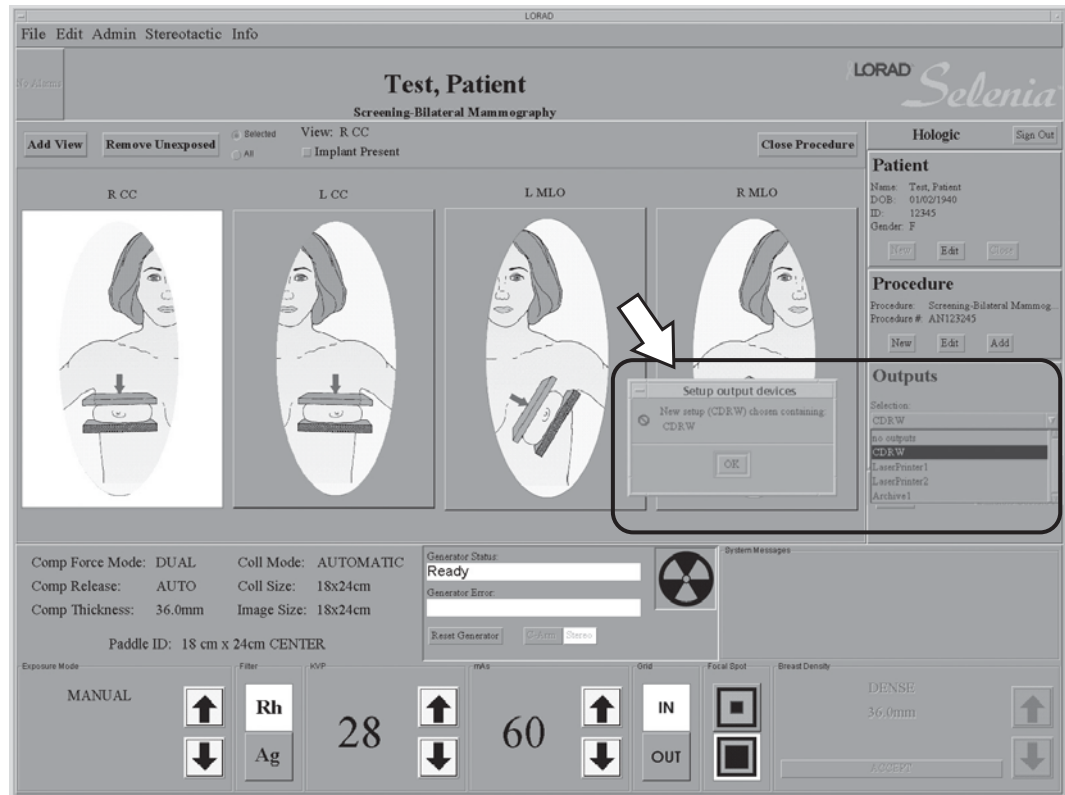 LORAD
File Edit Admin Stereotactic Info
No Alarms
Test, Patient
Screening-Bilateral Mammography
LORAD Selenia
Add View
Remove Unexposed
Selected
All
View: R CC
Implant Present
Close Procedure
Hologic
Sign Out
R CC
L CC
L MLO
R MLO
Patient
Name: Test, Patient
DOB: 01/02/1940
ID: 12345
Gender: F
New Edit Close
Procedure
Procedure: Screening-Bilateral Mammog...
Procedure #: AN123245
New Edit Add
Outputs
Selection:
CDRW
no outputs
CDRW
LaserPrinter1
LaserPrinter2
Archive1
Setup output devices
New setup (CDRW) chosen containing:
CDRW
OK
Comp Force Mode: DUAL
Comp Release: AUTO
Comp Thickness: 36.0mm
Coll Mode: AUTOMATIC
Coll Size: 18x24cm
Image Size: 18x24cm
Paddle ID: 18 cm x 24cm CENTER
Generator Status:
Ready
Generator Error:
Reset Generator
C-Arm Stereo
System Messages
Exposure Mode
MANUAL
Filter
Rh
Ag
KVP
28
mAs
60
Grid
IN
OUT
Focal Spot
Breast Density
DENSE
36.0mm
ACCEPT